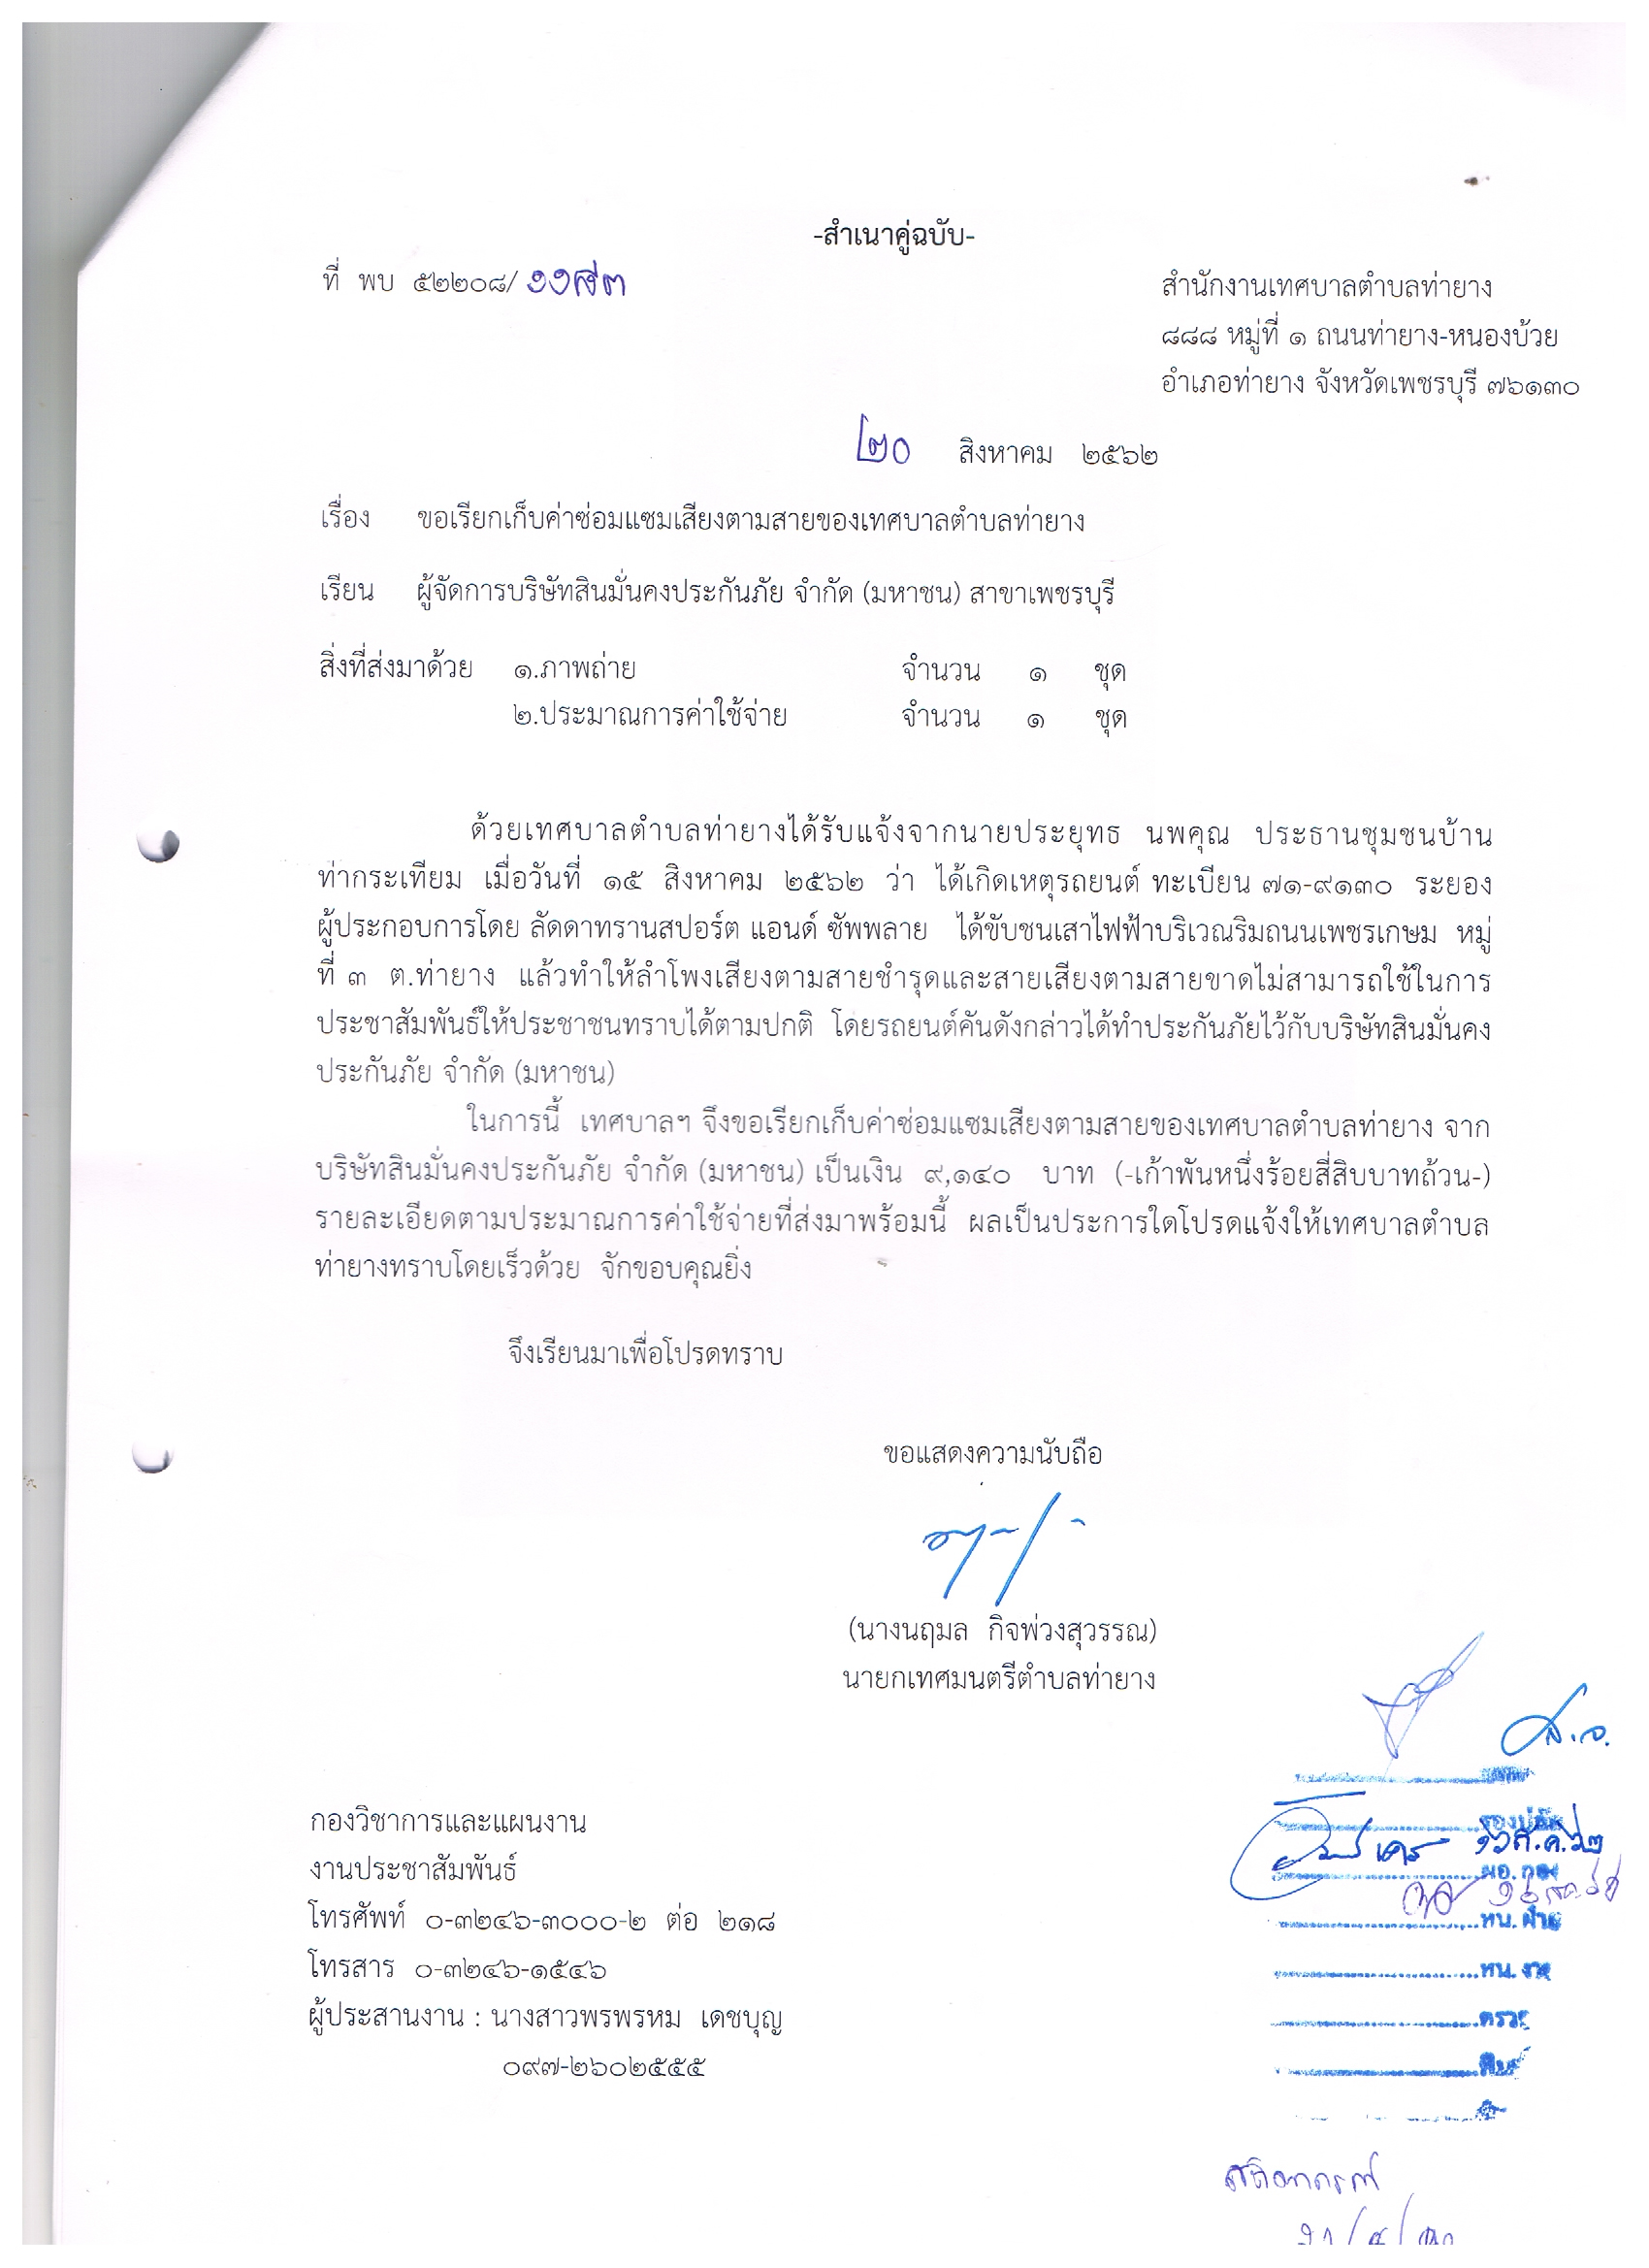 -สำเนาคู่ฉบับ-
ที่ พบ ๕๒๒๐๘/๑๑๙๓
สำนักงานเทศบาลตำบลท่ายาง
๘๘๘ หมู่ที่ ๑ ถนนท่ายาง-หนองบ้วย
อำเภอท่ายาง จังหวัดเพชรบุรี ๗๖๑๓๐
๒๐ สิงหาคม ๒๕๖๒
เรื่อง ขอเรียกเก็บค่าซ่อมแซมเสียงตามสายของเทศบาลตำบลท่ายาง
เรียน ผู้จัดการบริษัทสินมั่นคงประกันภัย จำกัด (มหาชน) สาขาเพชรบุรี
สิ่งที่ส่งมาด้วย ๑.ภาพถ่าย จำนวน ๑ ชุด
๒.ประมาณการค่าใช้จ่าย จำนวน ๑ ชุด
ด้วยเทศบาลตำบลท่ายางได้รับแจ้งจากนายประยุทธ นพคุณ ประธานชุมชนบ้าน
ท่ากระเทียม เมื่อวันที่ ๑๕ สิงหาคม ๒๕๖๒ ว่า ได้เกิดเหตุรถยนต์ ทะเบียน ๗๑-๙๑๓๐ ระยอง
ผู้ประกอบการโดย ลัดดาทรานสปอร์ต แอนด์ ซัพพลาย ได้ขับชนเสาไฟฟ้าบริเวณริมถนนเพชรเกษม หมู่
ที่ ๓ ต.ท่ายาง แล้วทำให้ลำโพงเสียงตามสายชำรุดและสายเสียงตามสายขาดไม่สามารถใช้ในการ
ประชาสัมพันธ์ให้ประชาชนทราบได้ตามปกติ โดยรถยนต์คันดังกล่าวได้ทำประกันภัยไว้กับบริษัทสินมั่นคง
ประกันภัย จำกัด (มหาชน)
ในการนี้ เทศบาลฯ จึงขอเรียกเก็บค่าซ่อมแซมเสียงตามสายของเทศบาลตำบลท่ายาง จาก
บริษัทสินมั่นคงประกันภัย จำกัด (มหาชน) เป็นเงิน ๙,๑๔๐ บาท (-เก้าพันหนึ่งร้อยสี่สิบบาทถ้วน-)
รายละเอียดตามประมาณการค่าใช้จ่ายที่ส่งมาพร้อมนี้ ผลเป็นประการใดโปรดแจ้งให้เทศบาลตำบล
ท่ายางทราบโดยเร็วด้วย จักขอบคุณยิ่ง
จึงเรียนมาเพื่อโปรดทราบ
ขอแสดงความนับถือ
(นางนฤมล กิจพ่วงสุวรรณ)
นายกเทศมนตรีตำบลท่ายาง
กองวิชาการและแผนงาน
งานประชาสัมพันธ์
โทรศัพท์ ๐-๓๒๔๖-๓๐๐๐-๒ ต่อ ๒๑๘
โทรสาร ๐-๓๒๔๖-๑๕๔๖
ผู้ประสานงาน : นางสาวพรพรหม เดชบุญ
๐๙๗-๒๖๐๒๕๕๕
๑๖ ส.ค. ๖๒
ผอ. กอง
หน. ฝ่าย
หน. งาน
ตรวจ